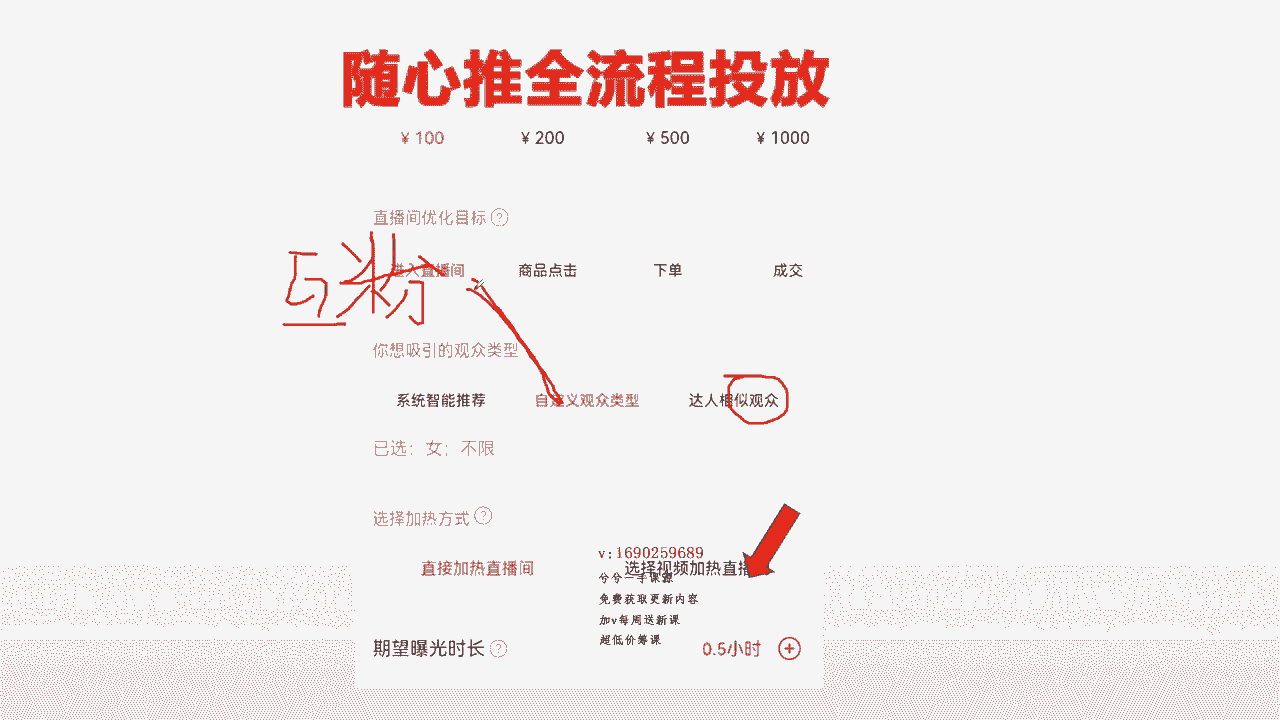 随心推全流程投放
¥ 100 ¥ 200 ¥ 500 ¥ 1000
直播间优化目标 ?
进入直播间 商品点击 下单 成交
互粉
你想吸引的观众类型
系统智能推荐 自定义观众类型 达人相似观众
已选：女；不限
选择加热方式 ?
v:1690259689
直接加热直播间 选择视频加热直播
兮兮一手课源
免费获取更新内容
加v每周送新课
超低价筹课
期望曝光时长 ? 0.5小时 +